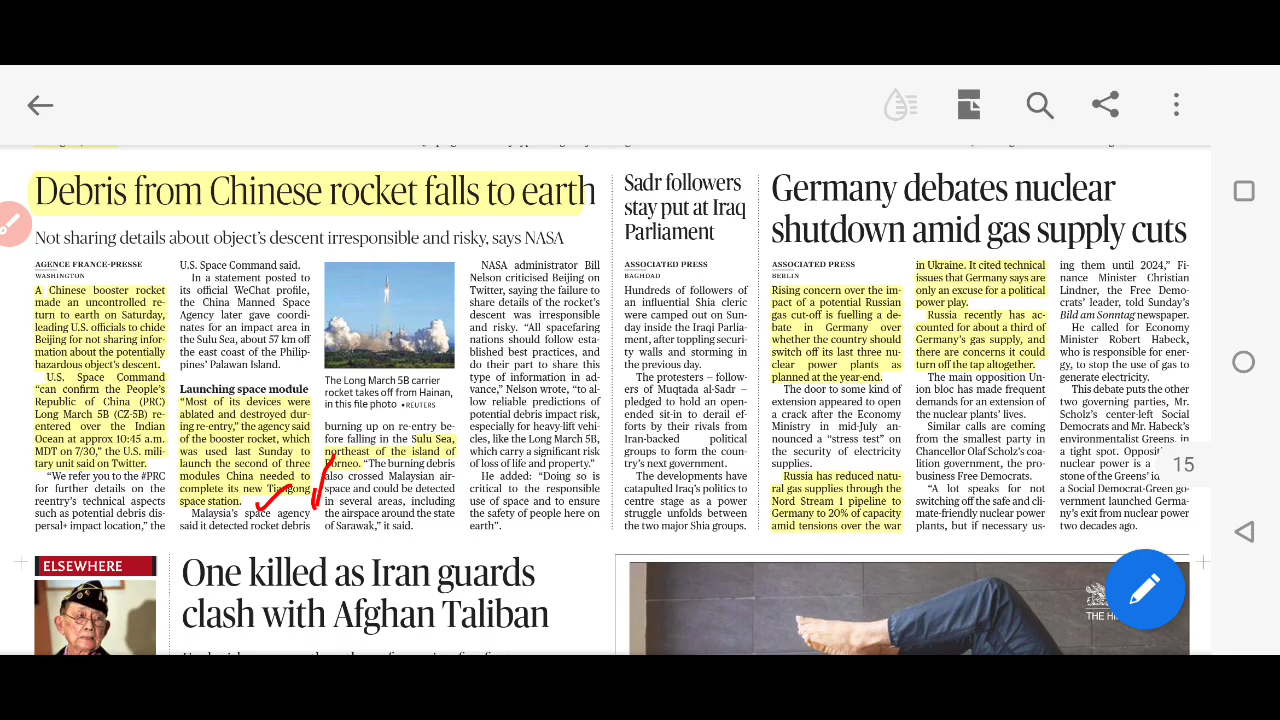 Debris from Chinese rocket falls to earth
Not sharing details about object's descent irresponsible and risky, says NASA
AGENCE FRANCE-PRESSE
WASHINGTON
A Chinese booster rocket
made an uncontrolled re-
turn to earth on Saturday,
leading U.S. officials to chide
Beijing for not sharing infor-
mation about the potentially
hazardous object's descent.
U.S. Space Command
"can confirm the People's
Republic of China (PRC)
Long March 5B (CZ-5B) re-
entered over the Indian
Ocean at approx 10:45 a.m.
MDT on 7/30," the U.S. mili-
tary unit said on Twitter.
"We refer you to the #PRC
for further details on the
reentry's technical aspects
such as potential debris dis-
persal+ impact location," the
U.S. Space Command said.
In a statement posted to
its official WeChat profile,
the China Manned Space
Agency later gave coordi-
nates for an impact area in
the Sulu Sea, about 57 km off
the east coast of the Philip-
pines' Palawan Island.
Launching space module
"Most of its devices were
ablated and destroyed dur-
ing re-entry," the agency said
of the booster rocket, which
was used last Sunday to
launch the second of three
modules China needed to
complete its new Tiangong
space station.
Malaysia's space agency
said it detected rocket debris
The Long March 5B carrier
rocket takes off from Hainan,
in this file photo •REUTERS
burning up on re-entry be-
fore falling in the Sulu Sea,
northeast of the island of
Borneo. "The burning debris
also crossed Malaysian air-
space and could be detected
in several areas, including
the airspace around the state
of Sarawak," it said.
NASA administrator Bill
Nelson criticised Beijing on
Twitter, saying the failure to
share details of the rocket's
descent was irresponsible
and risky. "All spacefaring
nations should follow esta-
blished best practices, and
do their part to share this
type of information in ad-
vance," Nelson wrote, "to al-
low reliable predictions of
potential debris impact risk,
especially for heavy-lift vehi-
cles, like the Long March 5B,
which carry a significant risk
of loss of life and property."
He added: "Doing so is
critical to the responsible
use of space and to ensure
the safety of people here on
earth".
Sadr followers
stay put at Iraq
Parliament
ASSOCIATED PRESS
BAGHDAD
Hundreds of followers of
an influential Shia cleric
were camped out on Sun-
day inside the Iraqi Parlia-
ment, after toppling securi-
ty walls and storming in
the previous day.
The protesters – follow-
ers of Muqtada al-Sadr –
pledged to hold an open-
ended sit-in to derail ef-
forts by their rivals from
Iran-backed political
groups to form the coun-
try's next government.
The developments have
catapulted Iraq's politics to
centre stage as a power
struggle unfolds between
the two major Shia groups.
Germany debates nuclear
shutdown amid gas supply cuts
ASSOCIATED PRESS
BERLIN
Rising concern over the im-
pact of a potential Russian
gas cut-off is fuelling a de-
bate in Germany over
whether the country should
switch off its last three nu-
clear power plants as
planned at the year-end.
The door to some kind of
extension appeared to open
a crack after the Economy
Ministry in mid-July an-
nounced a "stress test" on
the security of electricity
supplies.
Russia has reduced natu-
ral gas supplies through the
Nord Stream 1 pipeline to
Germany to 20% of capacity
amid tensions over the war
in Ukraine. It cited technical
issues that Germany says are
only an excuse for a political
power play.
Russia recently has ac-
counted for about a third of
Germany's gas supply, and
there are concerns it could
turn off the tap altogether.
The main opposition Un-
ion bloc has made frequent
demands for an extension of
the nuclear plants' lives.
Similar calls are coming
from the smallest party in
Chancellor Olaf Scholz's coa-
lition government, the pro-
business Free Democrats.
"A lot speaks for not
switching off the safe and cli-
mate-friendly nuclear power
plants, but if necessary us-
ing them until 2024," Fi-
nance Minister Christian
Lindner, the Free Demo-
crats' leader, told Sunday's
Bild am Sonntag newspaper.
He called for Economy
Minister Robert Habeck,
who is responsible for ener-
gy, to stop the use of gas to
generate electricity.
This debate puts the other
two governing parties, Mr.
Scholz's center-left Social
Democrats and Mr. Habeck's
environmentalist Greens, in
a tight spot.
nuclear power is a
stone of the Greens'
a Social Democrat-Green go-
vernment launched Germa-
ny's exit from nuclear power
two decades ago.
15
ELSEWHERE
One killed as Iran guards
clash with Afghan Taliban
THE HI